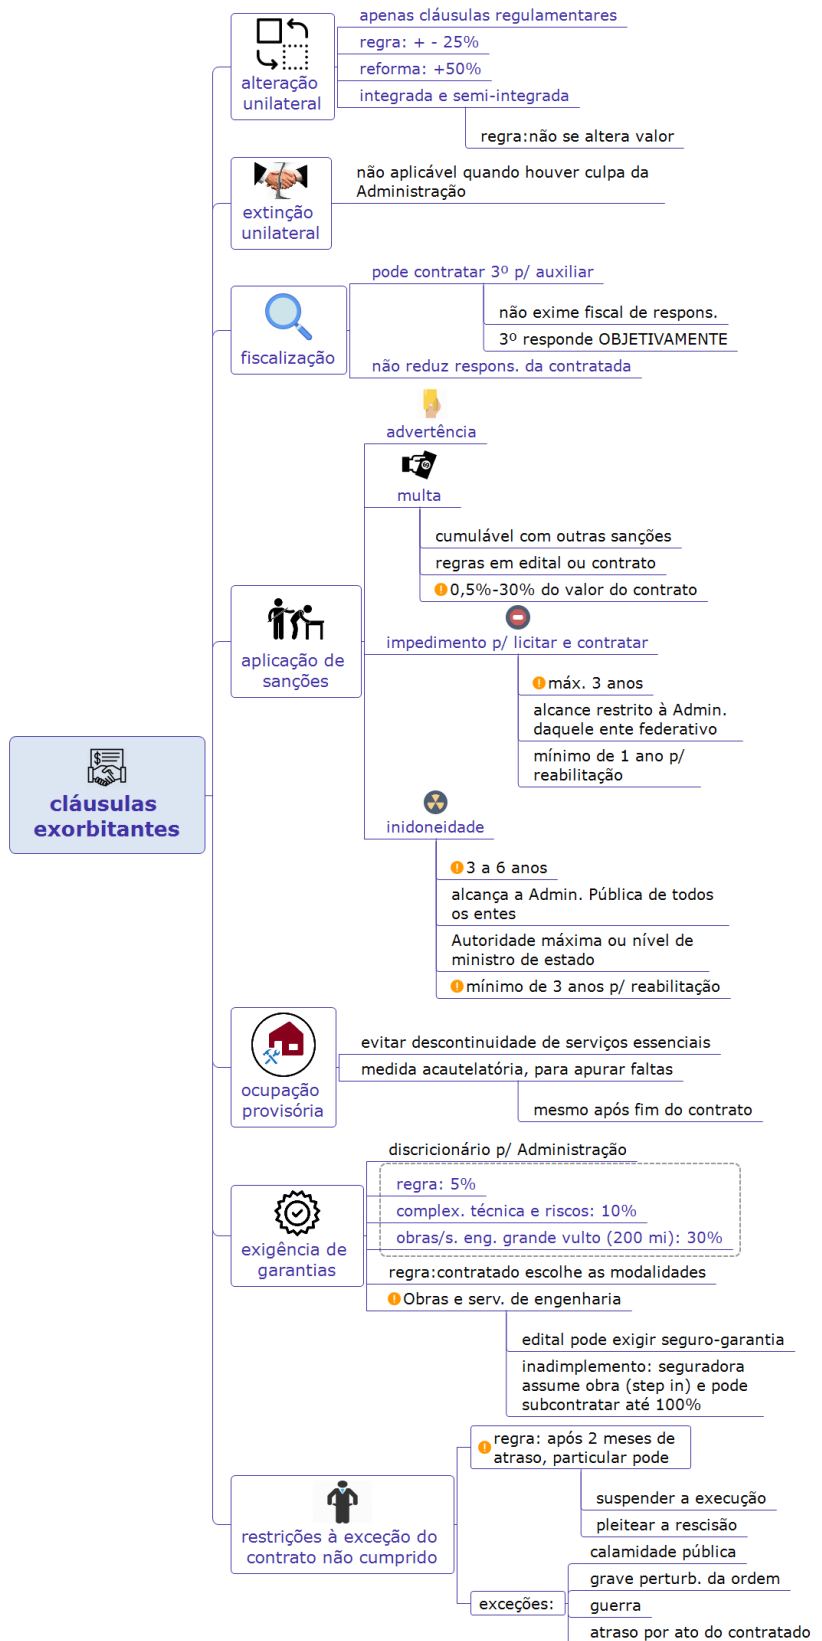 cláusulas
exorbitantes
alteração
unilateral
apenas cláusulas regulamentares
regra: + - 25%
reforma: +50%
integrada e semi-integrada
regra:não se altera valor
extinção
unilateral
não aplicável quando houver culpa da
Administração
fiscalização
pode contratar 3º p/ auxiliar
não exime fiscal de respons.
3º responde OBJETIVAMENTE
não reduz respons. da contratada
aplicação de
sanções
advertência
multa
cumulável com outras sanções
regras em edital ou contrato
0,5%-30% do valor do contrato
impedimento p/ licitar e contratar
máx. 3 anos
alcance restrito à Admin.
daquele ente federativo
mínimo de 1 ano p/
reabilitação
inidoneidade
3 a 6 anos
alcança a Admin. Pública de todos
os entes
Autoridade máxima ou nível de
ministro de estado
mínimo de 3 anos p/ reabilitação
ocupação
provisória
evitar descontinuidade de serviços essenciais
medida acautelatória, para apurar faltas
mesmo após fim do contrato
exigência de
garantias
discricionário p/ Administração
regra: 5%
complex. técnica e riscos: 10%
obras/s. eng. grande vulto (200 mi): 30%
regra:contratado escolhe as modalidades
Obras e serv. de engenharia
edital pode exigir seguro-garantia
inadimplemento: seguradora
assume obra (step in) e pode
subcontratar até 100%
restrições à exceção do
contrato não cumprido
regra: após 2 meses de
atraso, particular pode
suspender a execução
pleitear a rescisão
exceções:
calamidade pública
grave perturb. da ordem
guerra
atraso por ato do contratado